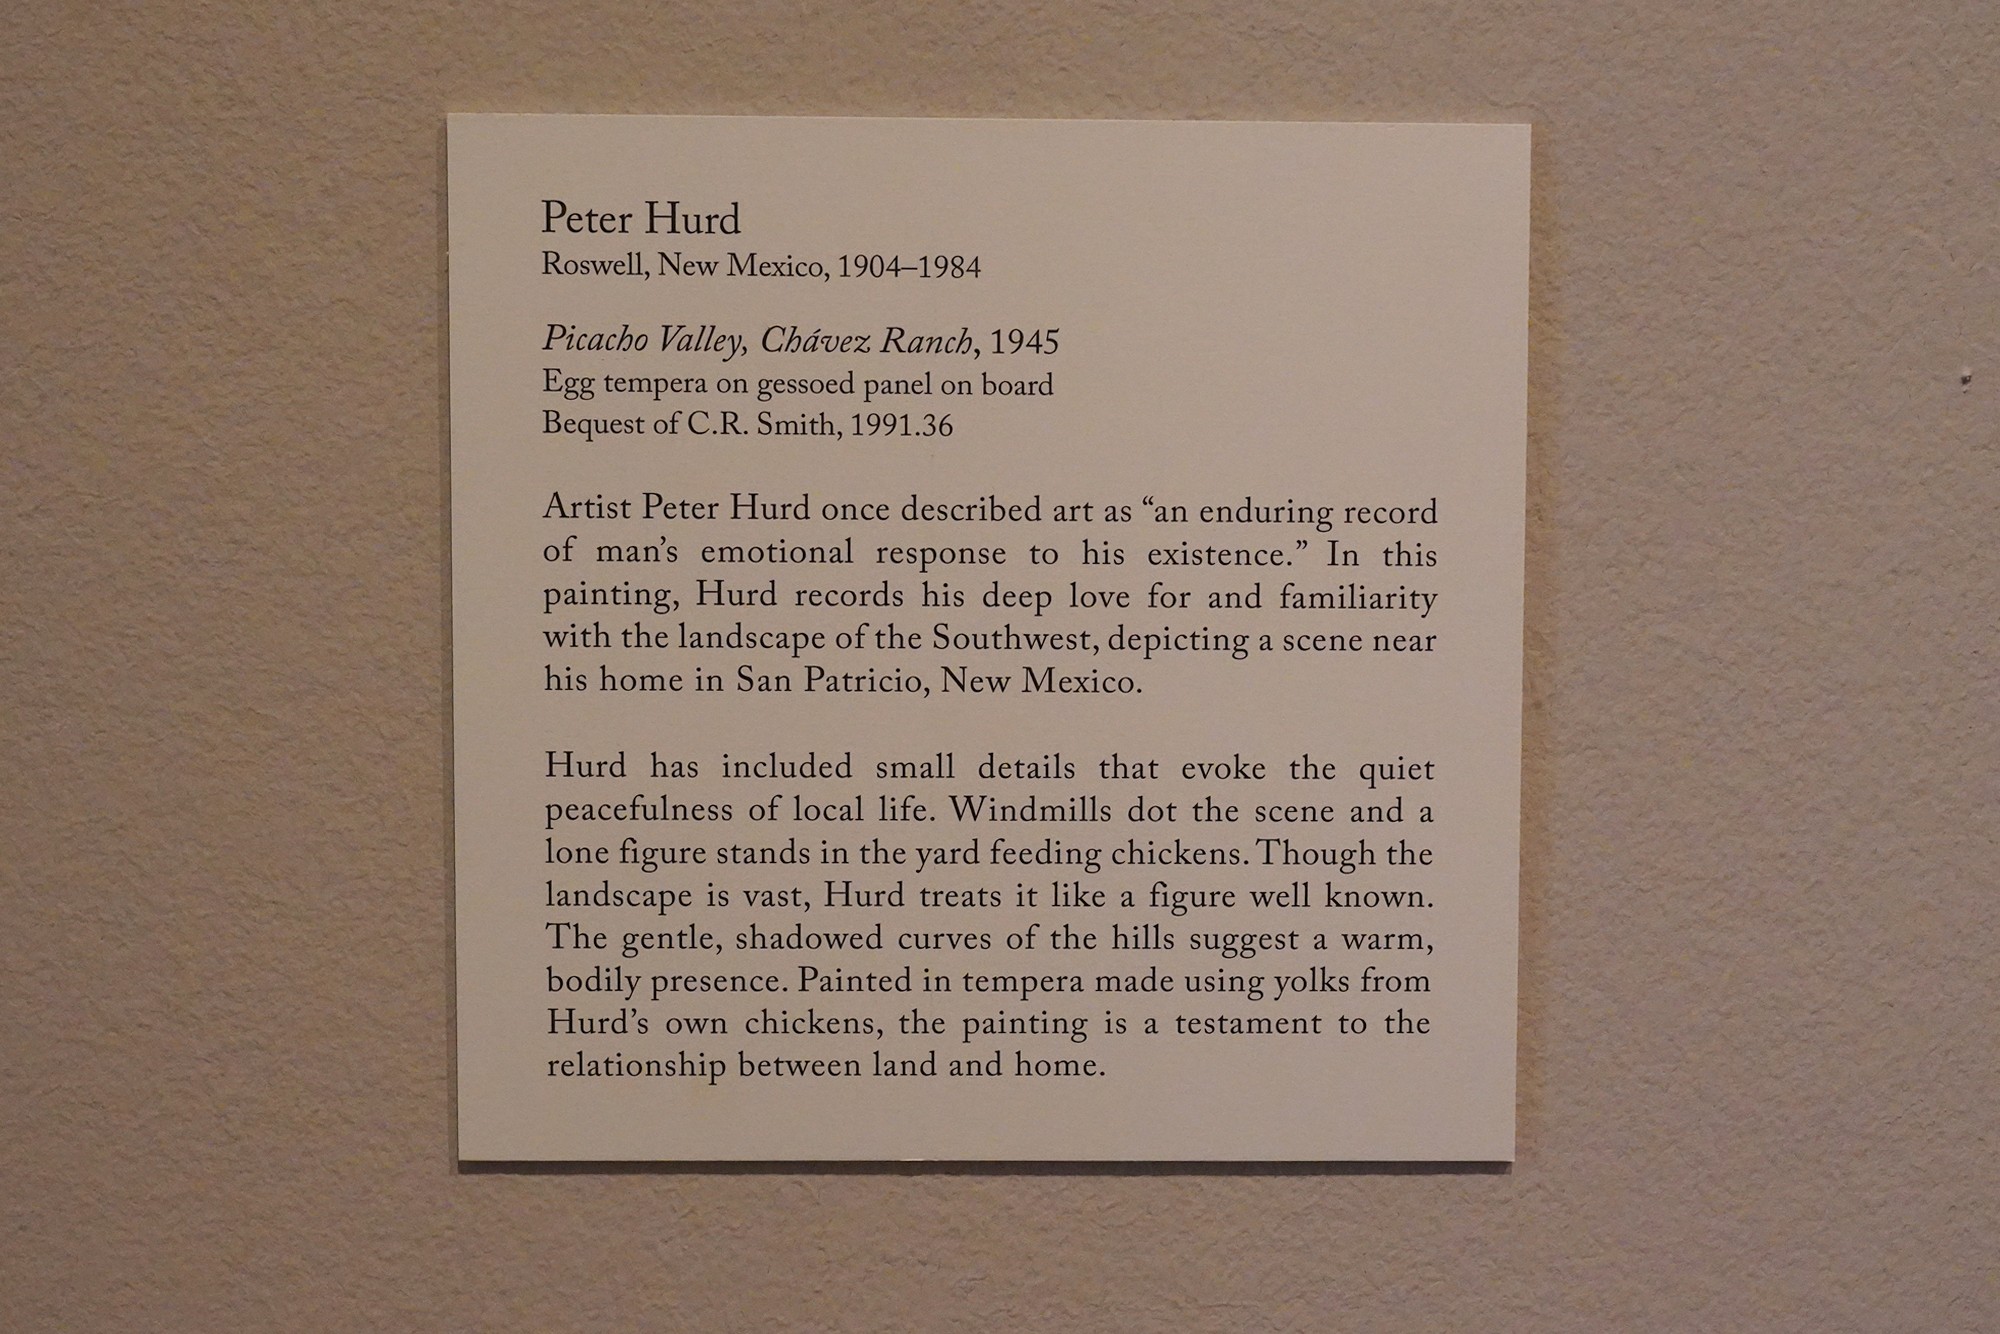 Peter Hurd
Roswell, New Mexico, 1904–1984
Picacho Valley, Chávez Ranch, 1945
Egg tempera on gessoed panel on board
Bequest of C.R. Smith, 1991.36
Artist Peter Hurd once described art as “an enduring record
of man’s emotional response to his existence.” In this
painting, Hurd records his deep love for and familiarity
with the landscape of the Southwest, depicting a scene near
his home in San Patricio, New Mexico.
Hurd has included small details that evoke the quiet
peacefulness of local life. Windmills dot the scene and a
lone figure stands in the yard feeding chickens. Though the
landscape is vast, Hurd treats it like a figure well known.
The gentle, shadowed curves of the hills suggest a warm,
bodily presence. Painted in tempera made using yolks from
Hurd’s own chickens, the painting is a testament to the
relationship between land and home.